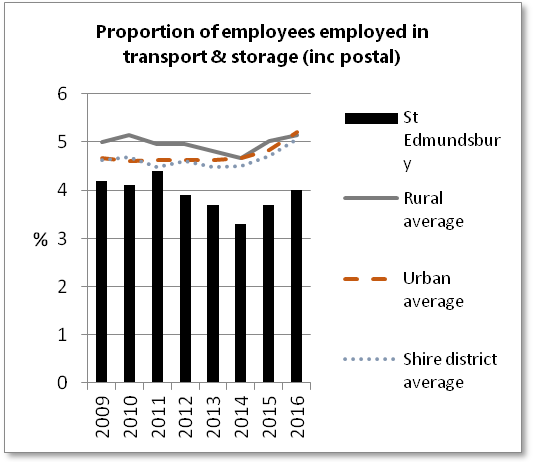 Proportion of employees employed in
transport & storage (inc postal)
6
5
4
3
2
1
0
%
2009
2010
2011
2012
2013
2014
2015
2016
St
Edmundsbur
y
Rural
average
Urban
average
Shire district
average